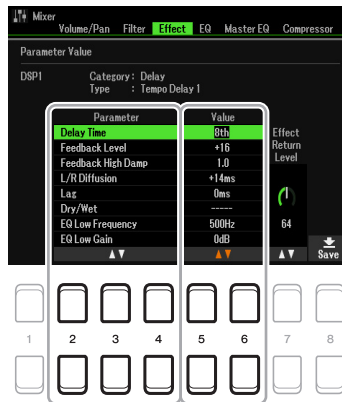 Mixer
Volume/Pan Filter Effect EQ Master EQ Compressor
Parameter Value
DSP1 Category: Delay
Type : Tempo Delay 1
Parameter Value
Delay Time 8th Effect Return Level
Feedback Level +16
Feedback High Damp 1.0
L/R Diffusion +14ms
Lag 0ms
Dry/Wet -----
EQ Low Frequency 500Hz 64
EQ Low Gain 0dB
▲▼ ▲▼ ▲▼ Save
1 2 3 4 5 6 7 8